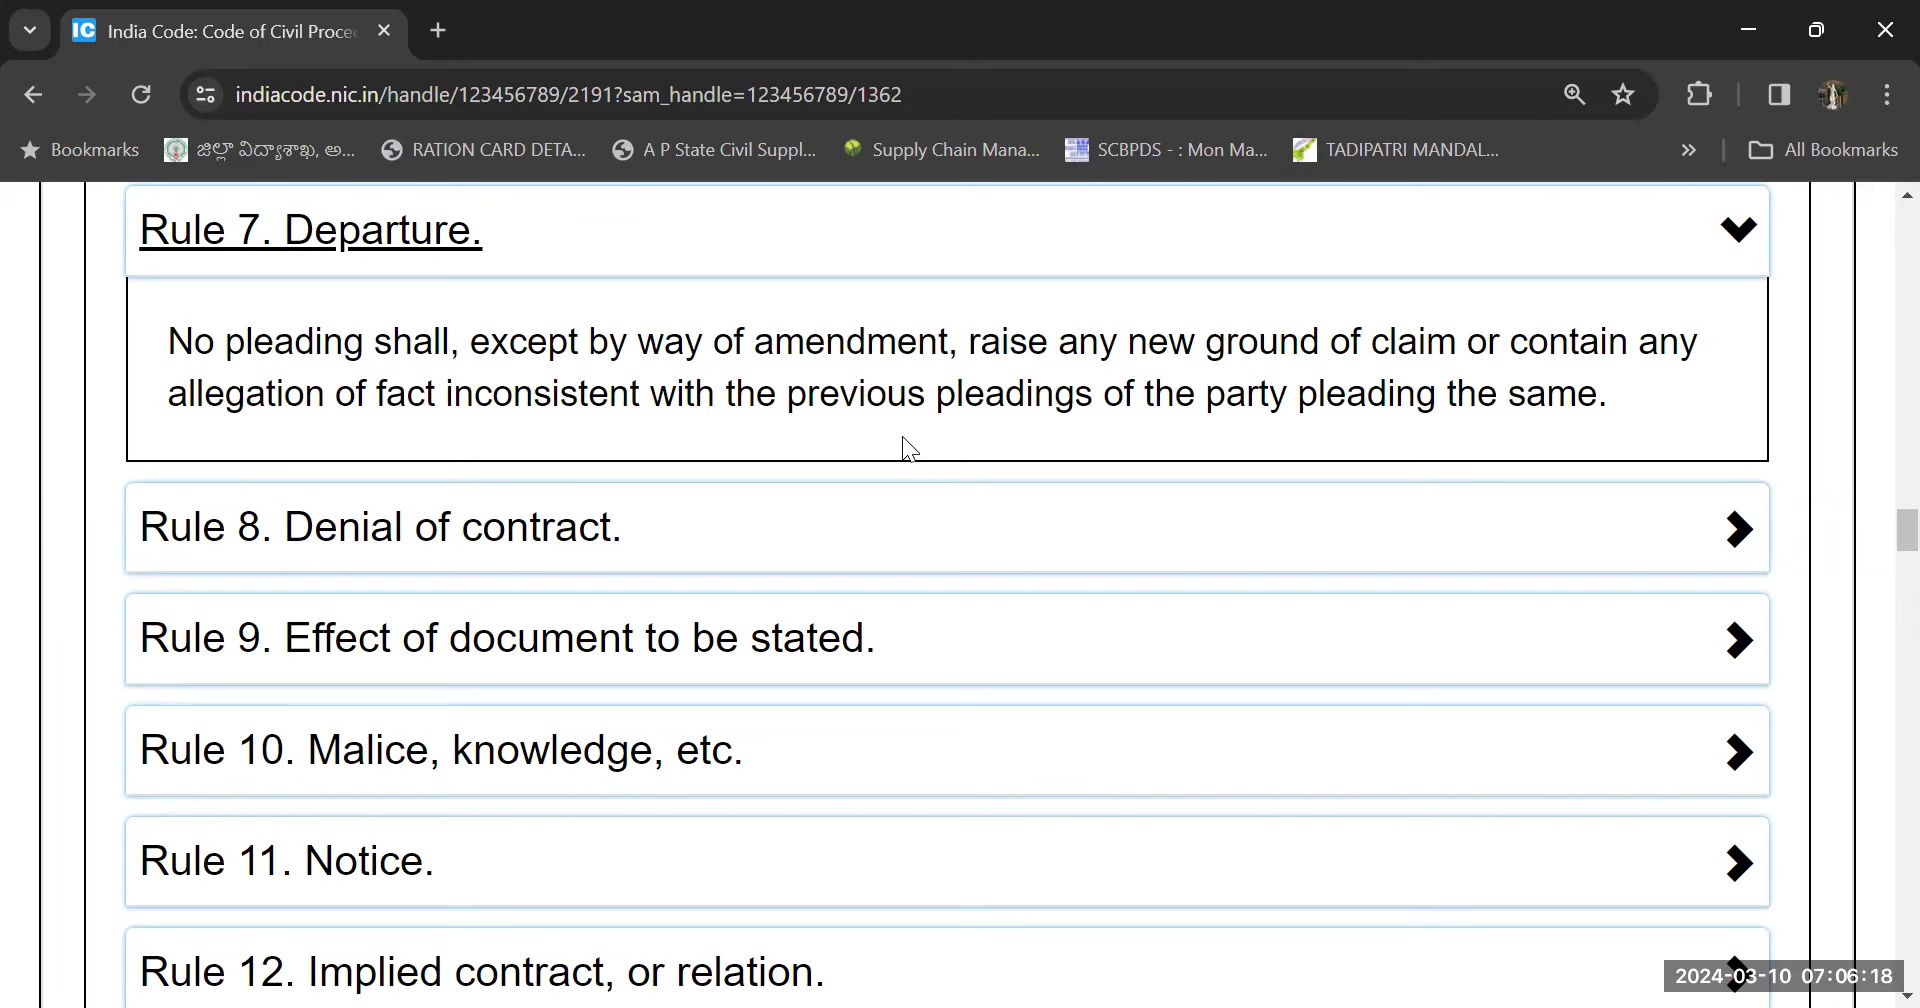 India Code: Code of Civil Proce
indiacode.nic.in/handle/123456789/2191?sam_handle=123456789/1362
Bookmarks
జిల్లా విద్యాశాఖ, అ...
RATION CARD DETA...
A P State Civil Suppl...
Supply Chain Mana...
SCBPDS - : Mon Ma...
TADIPATRI MANDAL...
All Bookmarks
Rule 7. Departure.
No pleading shall, except by way of amendment, raise any new ground of claim or contain any
allegation of fact inconsistent with the previous pleadings of the party pleading the same.
Rule 8. Denial of contract.
Rule 9. Effect of document to be stated.
Rule 10. Malice, knowledge, etc.
Rule 11. Notice.
Rule 12. Implied contract, or relation.
2024-03-10 07:06:18